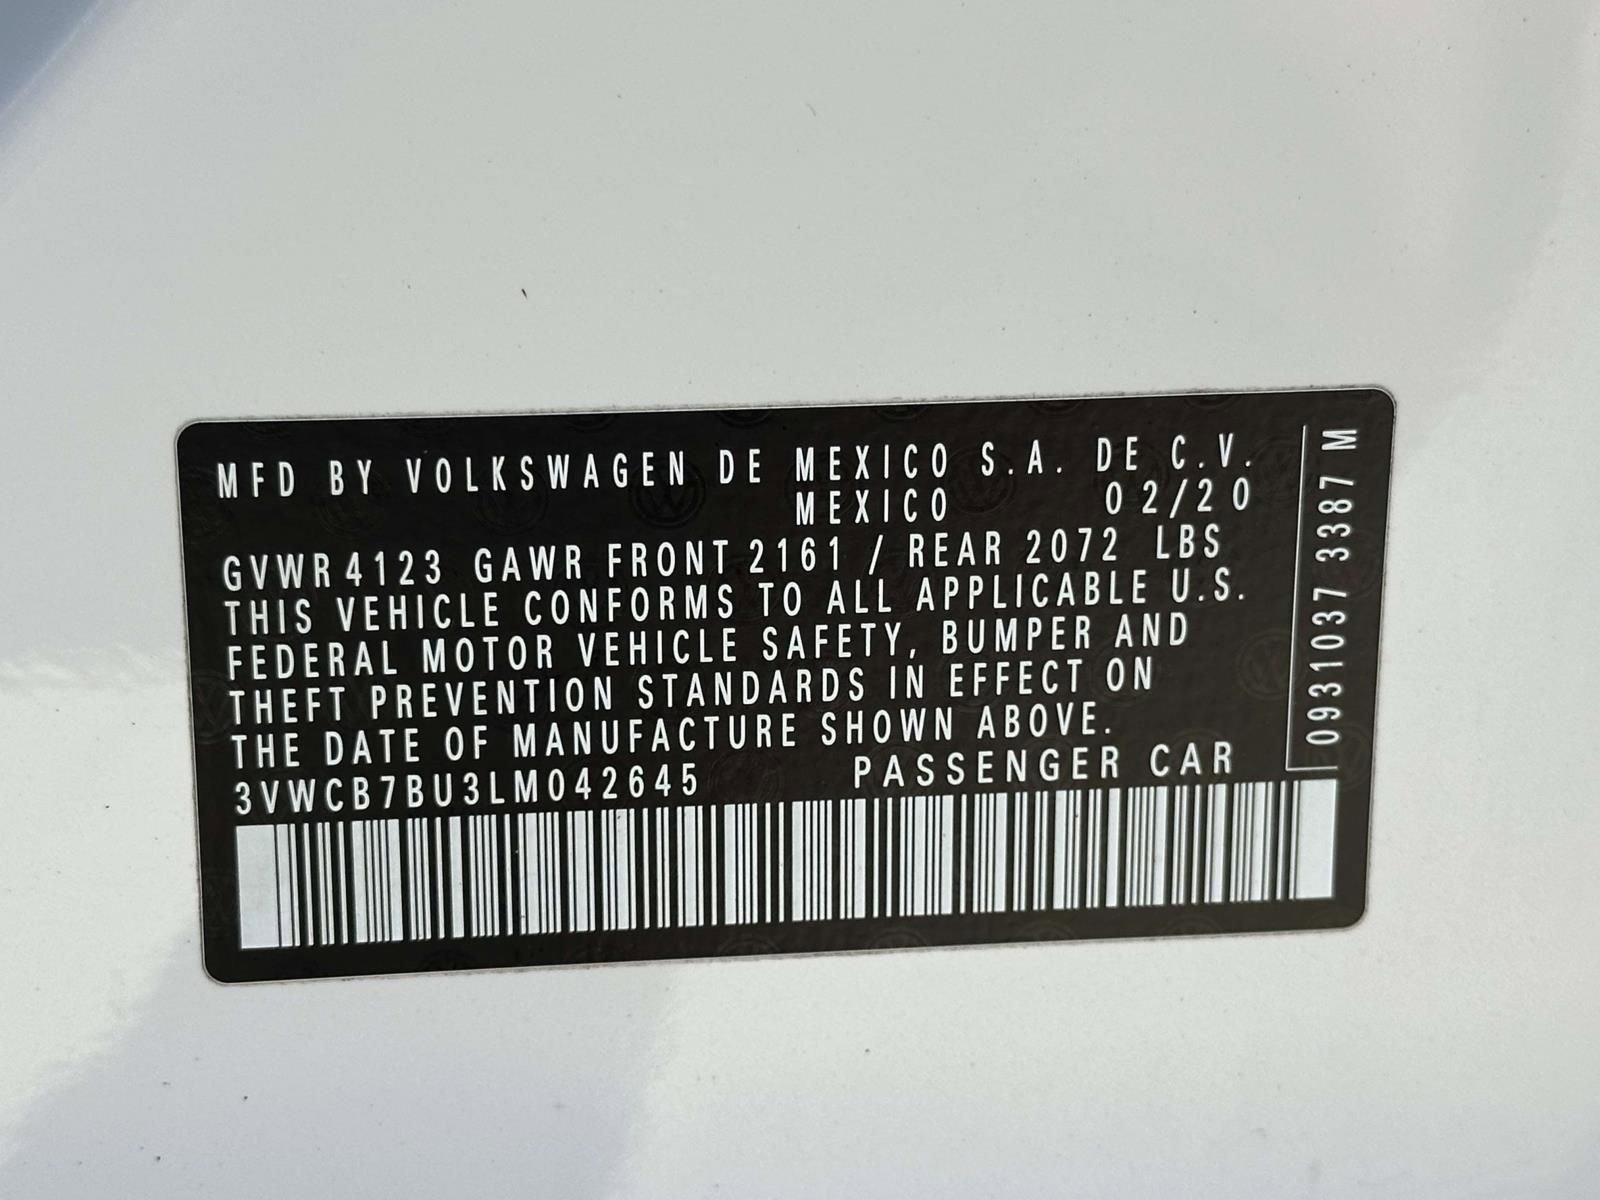 MFD BY VOLKSWAGEN DE MEXICO S.A. DE C.V.
MEXICO 02/20
GVWR 4123 GAWR FRONT 2161 / REAR 2072 LBS
THIS VEHICLE CONFORMS TO ALL APPLICABLE U.S.
FEDERAL MOTOR VEHICLE SAFETY, BUMPER AND
THEFT PREVENTION STANDARDS IN EFFECT ON
THE DATE OF MANUFACTURE SHOWN ABOVE.
3VWCB7BU3LM042645 PASSENGER CAR
0931037 3387 M